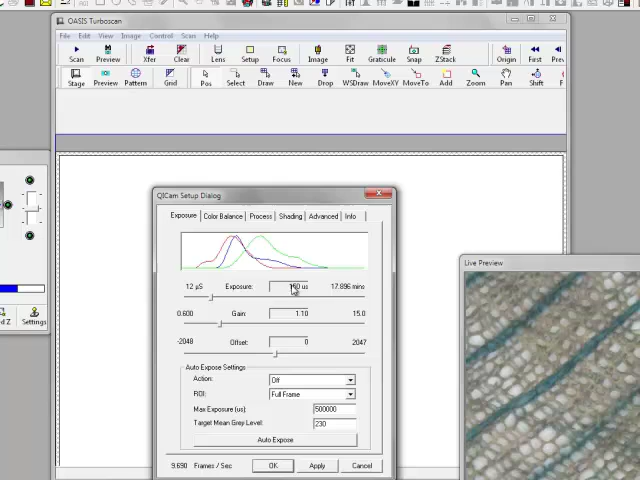 OASIS Turboscan
File Edit View Image Control Scan Help
Scan Preview Xfer Clear Lens Setup Focus Image Fit Graticule Snap ZStack Origin First
Stage Preview Pattern Grid Pos Select Draw New Drop WSDraw MoveXY MoveTo Add Zoom Pan Shift
QICam Setup Dialog
Exposure Color Balance Process Shading Advanced Info
12 µS Exposure: us 17.896 mins
0.600 Gain: 1.10 15.0
-2048 Offset: 0 2047
Auto Expose Settings
Action: Off
ROI: Full Frame
Max Exposure (us): 500000
Target Mean Grey Level: 230
Auto Expose
9.690 Frames / Sec OK Apply Cancel
Live Preview
Z Settings